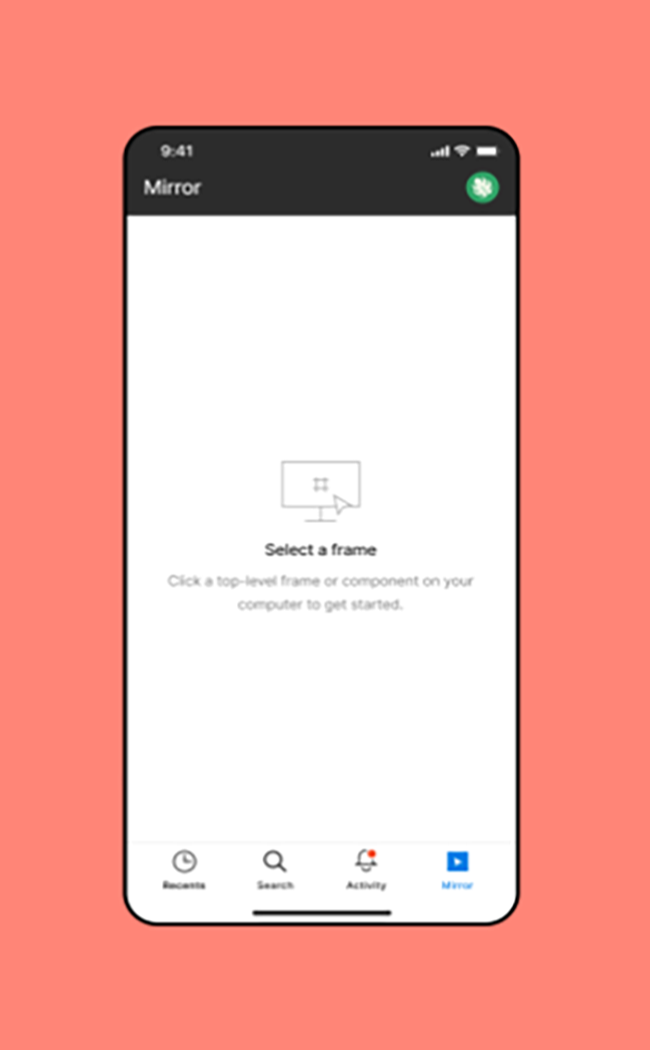 9:41
Mirror
Select a frame
Click a top-level frame or component on your
computer to get started.
Recents Search Activity Mirror